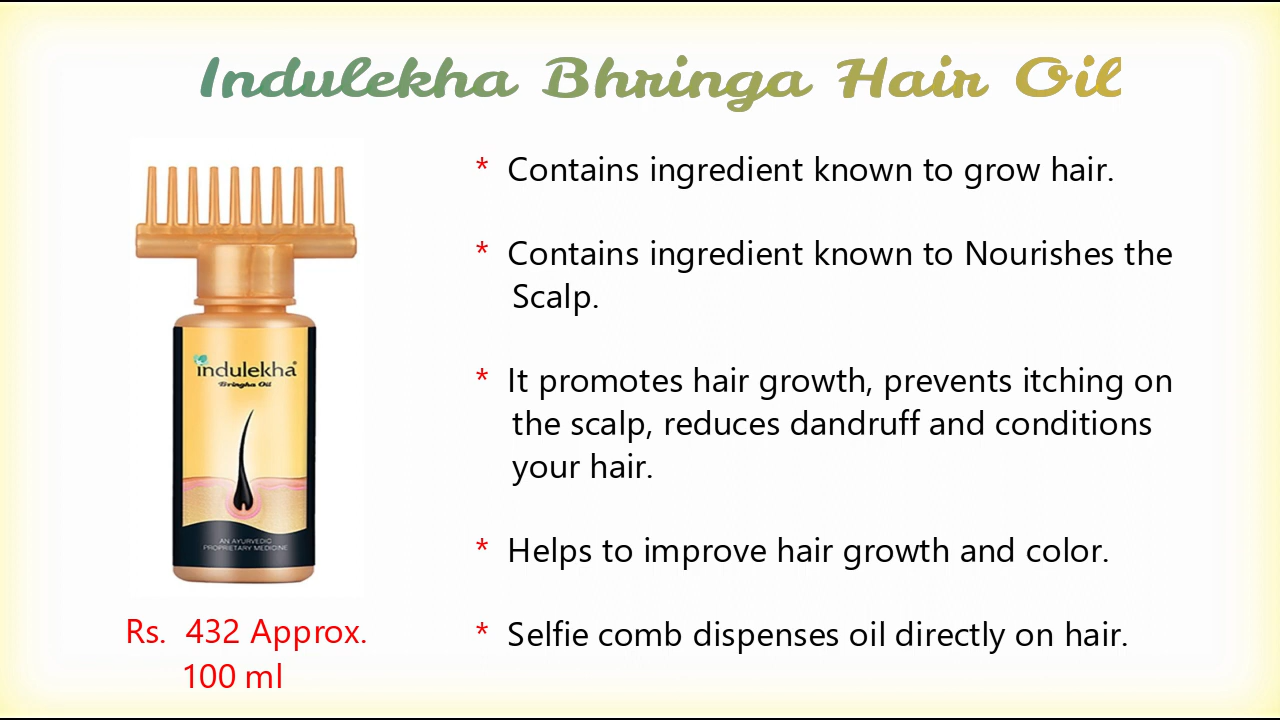 Indulekha Bhringa Hair Oil
* Contains ingredient known to grow hair.
* Contains ingredient known to Nourishes the
Scalp.
* It promotes hair growth, prevents itching on
the scalp, reduces dandruff and conditions
your hair.
* Helps to improve hair growth and color.
* Selfie comb dispenses oil directly on hair.
indulekha®
Bringha Oil
AN AYURVEDIC
PROPRIETARY MEDICINE
Rs. 432 Approx.
100 ml